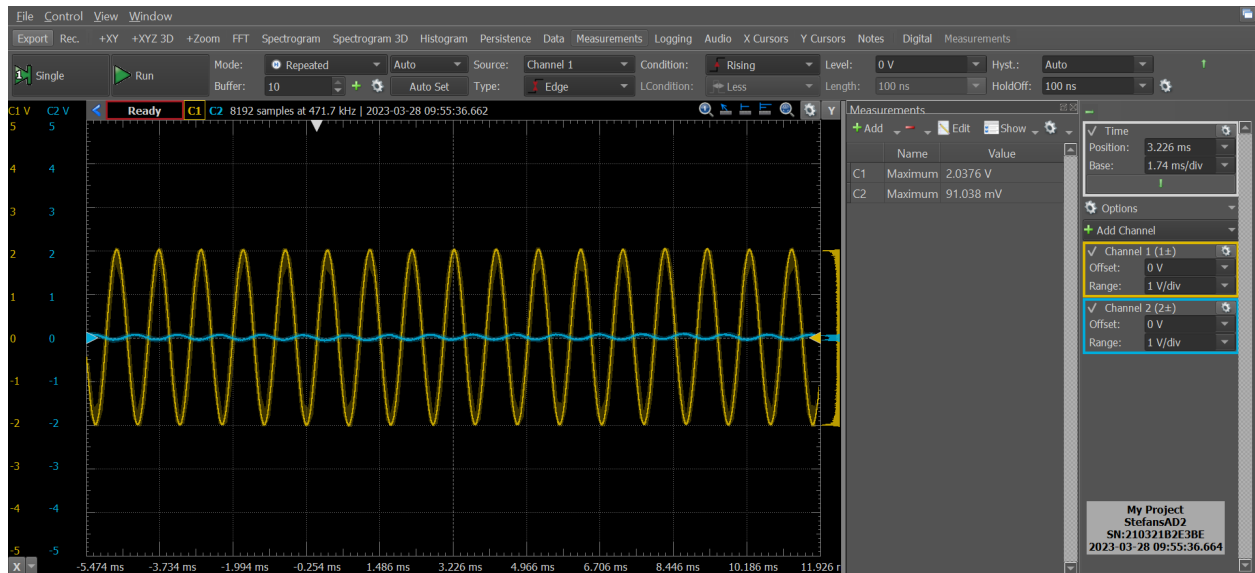 File Control View Window
Export Rec. +XY +XYZ 3D +Zoom FFT Spectrogram Spectrogram 3D Histogram Persistence Data Measurements Logging Audio X Cursors Y Cursors Notes Digital Measurements
Single Run Mode: Repeated Auto Source: Channel 1 Condition: Rising Level: 0 V Hyst.: Auto
Buffer: 10 Auto Set Type: Edge LCondition: Less Length: 100 ns HoldOff: 100 ns
C1 V C2 V Ready C1 C2 8192 samples at 471.7 kHz | 2023-03-28 09:55:36.662 Y
5 5
4 4
3 3
2 2
1 1
0 0
-1 -1
-2 -2
-3 -3
-4 -4
-5 -5
X -5.474 ms -3.734 ms -1.994 ms -0.254 ms 1.486 ms 3.226 ms 4.966 ms 6.706 ms 8.446 ms 10.186 ms 11.926
Measurements
Add Edit Show
Name Value
C1 Maximum 2.0376 V
C2 Maximum 91.038 mV
Time
Position: 3.226 ms
Base: 1.74 ms/div
Options
Add Channel
Channel 1 (1±)
Offset: 0 V
Range: 1 V/div
Channel 2 (2±)
Offset: 0 V
Range: 1 V/div
My Project
StefansAD2
SN:210321B2E3BE
2023-03-28 09:55:36.664